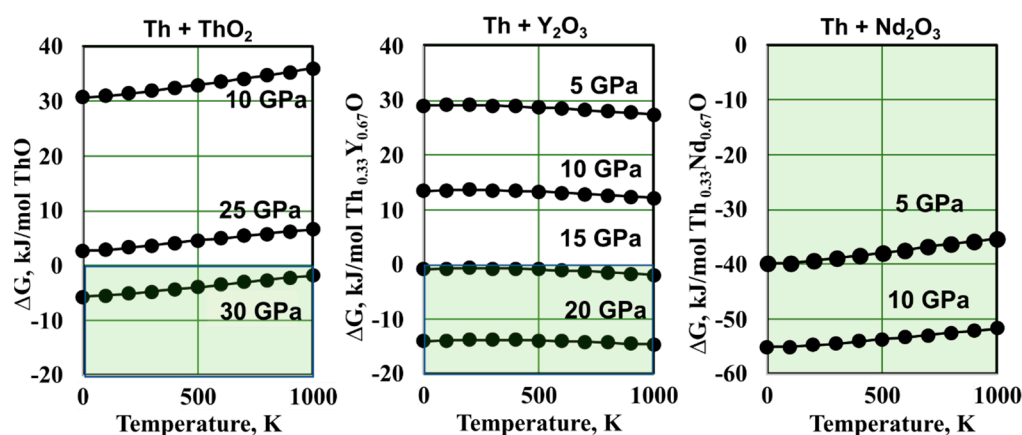 Th + ThO₂
ΔG, kJ/mol ThO
40
30
20
10
0
-10
-20
10 GPa
25 GPa
30 GPa
0
500
1000
Temperature, K
Th + Y₂O₃
ΔG, kJ/mol Th₀.₃₃Y₀.₆₇O
40
30
20
10
0
-10
-20
5 GPa
10 GPa
15 GPa
20 GPa
0
500
1000
Temperature, K
Th + Nd₂O₃
ΔG, kJ/mol Th₀.₃₃Nd₀.₆₇O
0
-10
-20
-30
-40
-50
-60
5 GPa
10 GPa
0
500
1000
Temperature, K